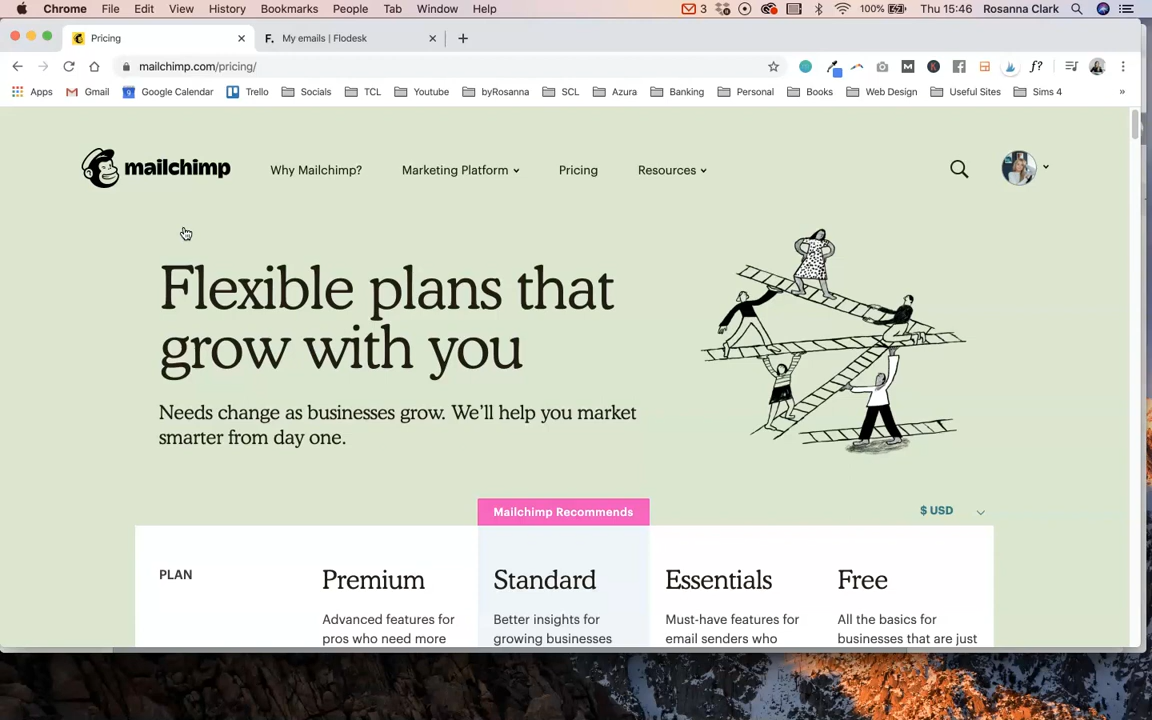 Chrome File Edit View History Bookmarks People Tab Window Help 3 100% Thu 15:46 Rosanna Clark
Pricing
F. My emails | Flodesk
mailchimp.com/pricing/
f?
Apps Gmail Google Calendar Trello Socials TCL Youtube byRosanna SCL Azura Banking Personal Books Web Design Useful Sites Sims 4 »
mailchimp Why Mailchimp? Marketing Platform Pricing Resources
Flexible plans that
grow with you
Needs change as businesses grow. We'll help you market
smarter from day one.
Mailchimp Recommends
$ USD
PLAN Premium Standard Essentials Free
Advanced features for Better insights for Must-have features for All the basics for
pros who need more growing businesses email senders who businesses that are just